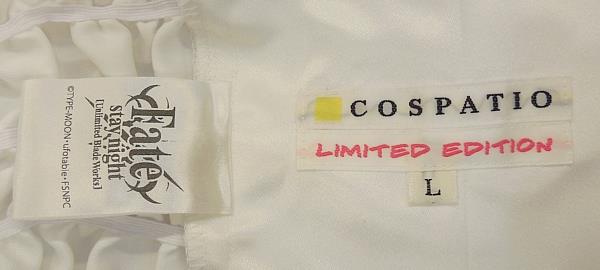 Fate
stay night
[Unlimited Blade Works]
©TYPE-MOON・ufotable・FSNPC
COSPATIO
LIMITED EDITION
L